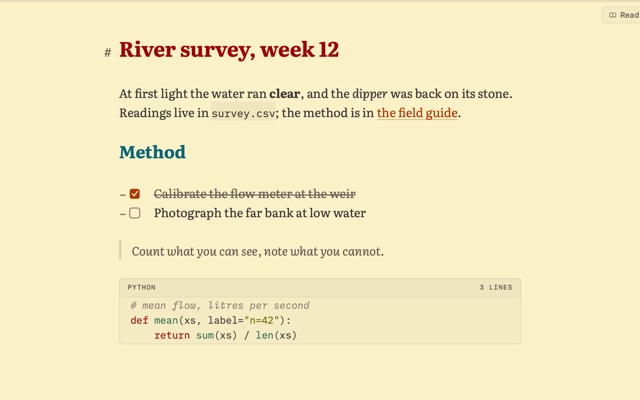 Read
# River survey, week 12
At first light the water ran clear, and the dipper was back on its stone.
Readings live in survey.csv; the method is in the field guide.
Method
– Calibrate the flow meter at the weir
– Photograph the far bank at low water
Count what you can see, note what you cannot.
PYTHON 3 LINES
# mean flow, litres per second
def mean(xs, label="n=42"):
    return sum(xs) / len(xs)